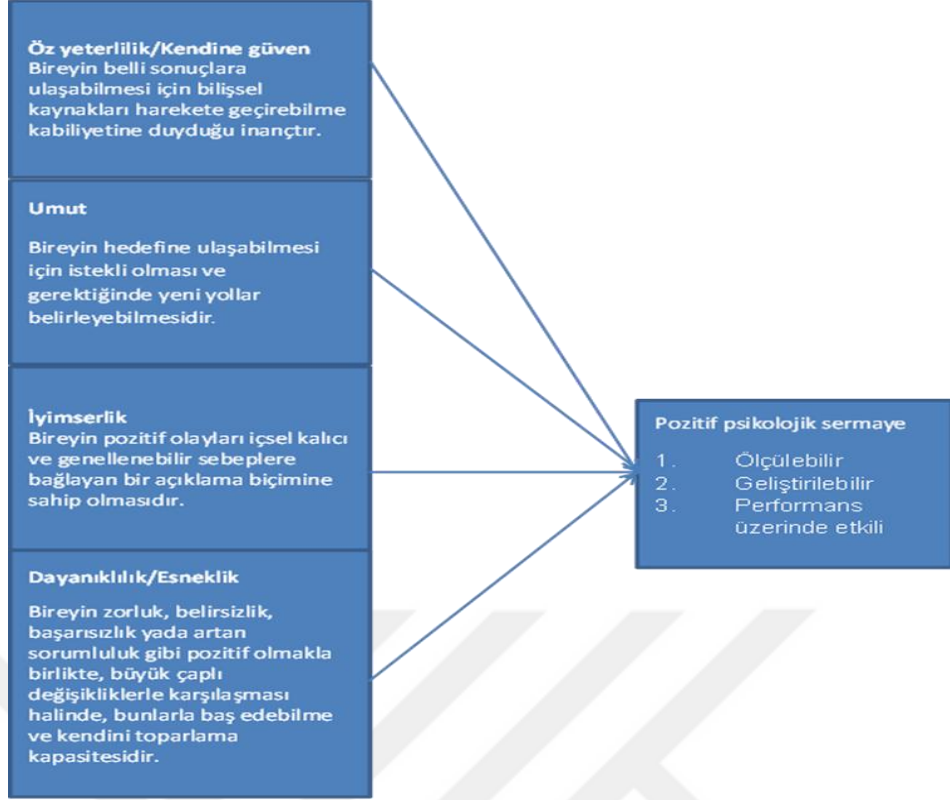 Öz yeterlilik/Kendine güven
Bireyin belli sonuçlara
ulaşabilmesi için bilişsel
kaynakları harekete geçirebilme
kabiliyetine duyduğu inançtır.
Umut
Bireyin hedefine ulaşabilmesi
için istekli olması ve
gerektiğinde yeni yollar
belirleyebilmesidir.
İyimserlik
Bireyin pozitif olayları içsel kalıcı
ve genellenebilir sebeplere
bağlayan bir açıklama biçimine
sahip olmasıdır.
Dayanıklılık/Esneklik
Bireyin zorluk, belirsizlik,
başarısızlık yada artan
sorumluluk gibi pozitif olmakla
birlikte, büyük çaplı
değişikliklerle karşılaşması
halinde, bunlarla baş edebilme
ve kendini toparlama
kapasitesidir.
Pozitif psikolojik sermaye
1. Ölçülebilir
2. Geliştirilebilir
3. Performans
üzerinde etkili